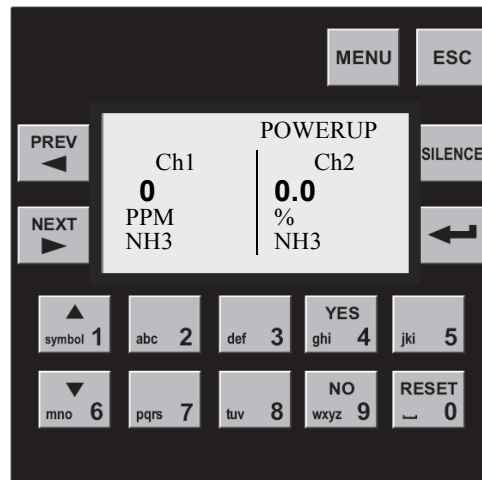 MENU ESC
PREV
SILENCE
NEXT
POWERUP
Ch1 Ch2
0 0.0
PPM %
NH3 NH3
symbol 1 abc 2 def 3 YES ghi 4 jkl 5
mno 6 pqrs 7 tuv 8 NO wxyz 9 RESET 0